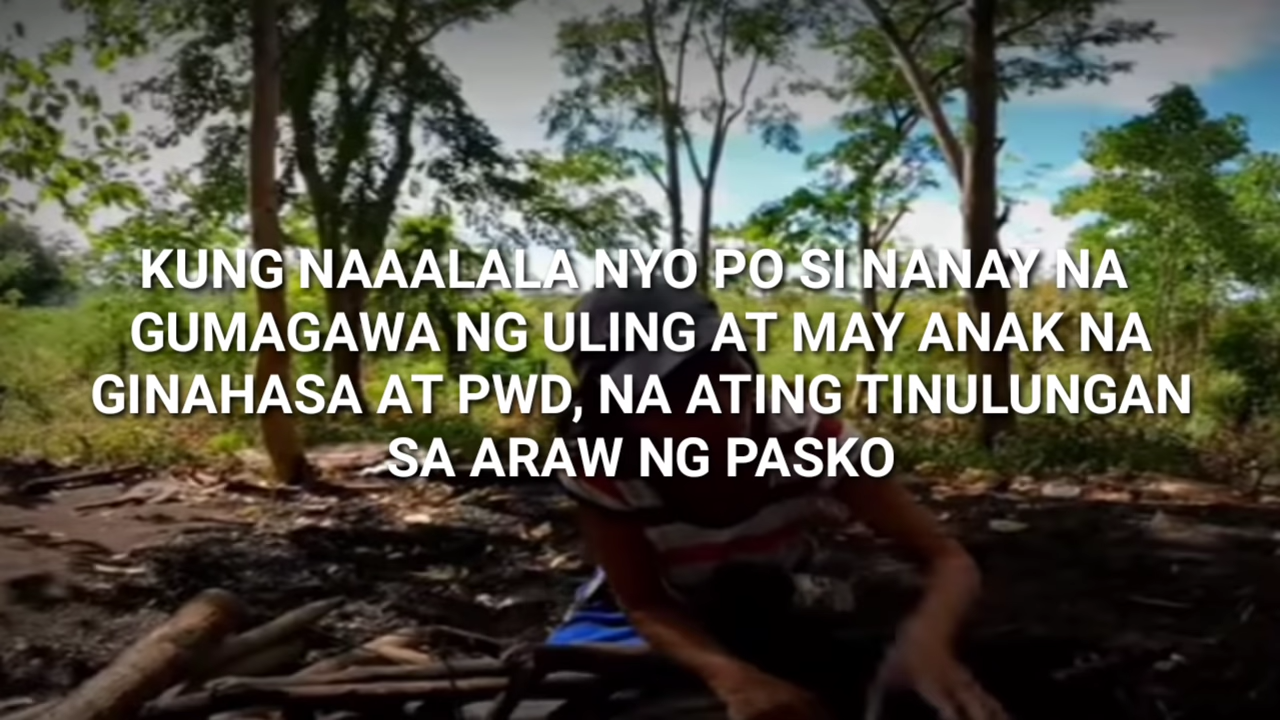 KUNG NAAALALA NYO PO SI NANAY NA
GUMAGAWA NG ULING AT MAY ANAK NA
GINAHASA AT PWD, NA ATING TINULUNGAN
SA ARAW NG PASKO